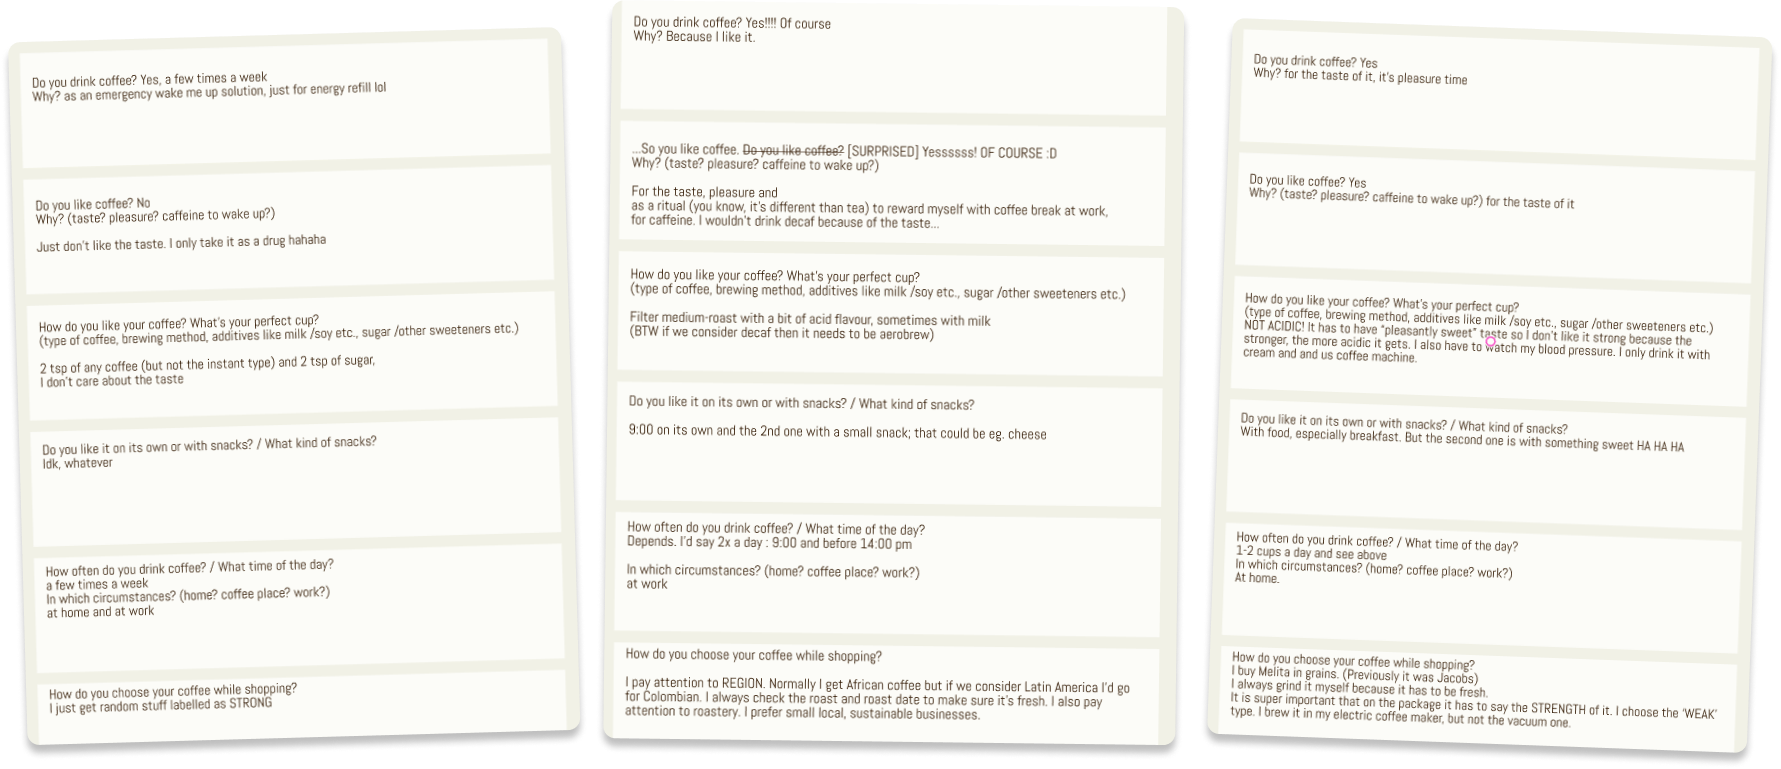 Do you drink coffee? Yes, a few times a week
Why? as an emergency wake me up solution, just for energy refill lol
Do you like coffee? No
Why? (taste? pleasure? caffeine to wake up?)
Just don't like the taste. I only take it as a drug hahaha
How do you like your coffee? What's your perfect cup?
(type of coffee, brewing method, additives like milk /soy etc., sugar /other sweeteners etc.)
2 tsp of any coffee (but not the instant type) and 2 tsp of sugar,
I don't care about the taste
Do you like it on its own or with snacks? / What kind of snacks?
Idk, whatever
How often do you drink coffee? / What time of the day?
a few times a week
In which circumstances? (home? coffee place? work?)
at home and at work
How do you choose your coffee while shopping?
I just get random stuff labelled as STRONG
Do you drink coffee? Yes!!!! Of course
Why? Because I like it.
...So you like coffee. Do you like coffee? [SURPRISED] Yessssss! OF COURSE :D
Why? (taste? pleasure? caffeine to wake up?)
For the taste, pleasure and
as a ritual (you know, it's different than tea) to reward myself with coffee break at work,
for caffeine. I wouldn't drink decaf because of the taste...
How do you like your coffee? What's your perfect cup?
(type of coffee, brewing method, additives like milk /soy etc., sugar /other sweeteners etc.)
Filter medium-roast with a bit of acid flavour, sometimes with milk
(BTW if we consider decaf then it needs to be aerobrew)
Do you like it on its own or with snacks? / What kind of snacks?
9:00 on its own and the 2nd one with a small snack; that could be eg. cheese
How often do you drink coffee? / What time of the day?
Depends. I'd say 2x a day : 9:00 and before 14:00 pm
In which circumstances? (home? coffee place? work?)
at work
How do you choose your coffee while shopping?
I pay attention to REGION. Normally I get African coffee but if we consider Latin America I'd go
for Colombian. I always check the roast and roast date to make sure it's fresh. I also pay
attention to roastery. I prefer small local, sustainable businesses.
Do you drink coffee? Yes
Why? for the taste of it, it's pleasure time
Do you like coffee? Yes
Why? (taste? pleasure? caffeine to wake up?) for the taste of it
How do you like your coffee? What's your perfect cup?
(type of coffee, brewing method, additives like milk /soy etc., sugar /other sweeteners etc.)
NOT ACIDIC! It has to have "pleasantly sweet" taste so I don't like it strong because the
stronger, the more acidic it gets. I also have to watch my blood pressure. I only drink it with
cream and and us coffee machine.
Do you like it on its own or with snacks? / What kind of snacks?
With food, especially breakfast. But the second one is with something sweet HA HA HA
How often do you drink coffee? / What time of the day?
1-2 cups a day and see above
In which circumstances? (home? coffee place? work?)
At home.
How do you choose your coffee while shopping?
I buy Melita in grains. (Previously it was Jacobs)
I always grind it myself because it has to be fresh.
It is super important that on the package it has to say the STRENGTH of it. I choose the 'WEAK'
type. I brew it in my electric coffee maker, but not the vacuum one.